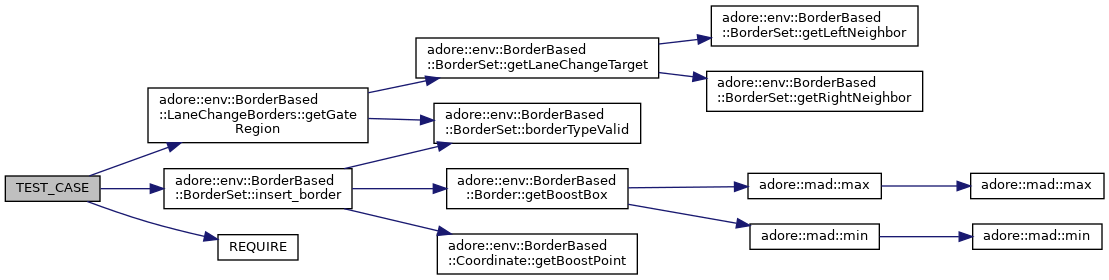 TEST_CASE
adore::env::BorderBased
::LaneChangeBorders::getGate
Region
adore::env::BorderBased
::BorderSet::insert_border
REQUIRE
adore::env::BorderBased
::BorderSet::getLaneChangeTarget
adore::env::BorderBased
::BorderSet::borderTypeValid
adore::env::BorderBased
::Border::getBoostBox
adore::env::BorderBased
::Coordinate::getBoostPoint
adore::env::BorderBased
::BorderSet::getLeftNeighbor
adore::env::BorderBased
::BorderSet::getRightNeighbor
adore::mad::max
adore::mad::min
adore::mad::max
adore::mad::min